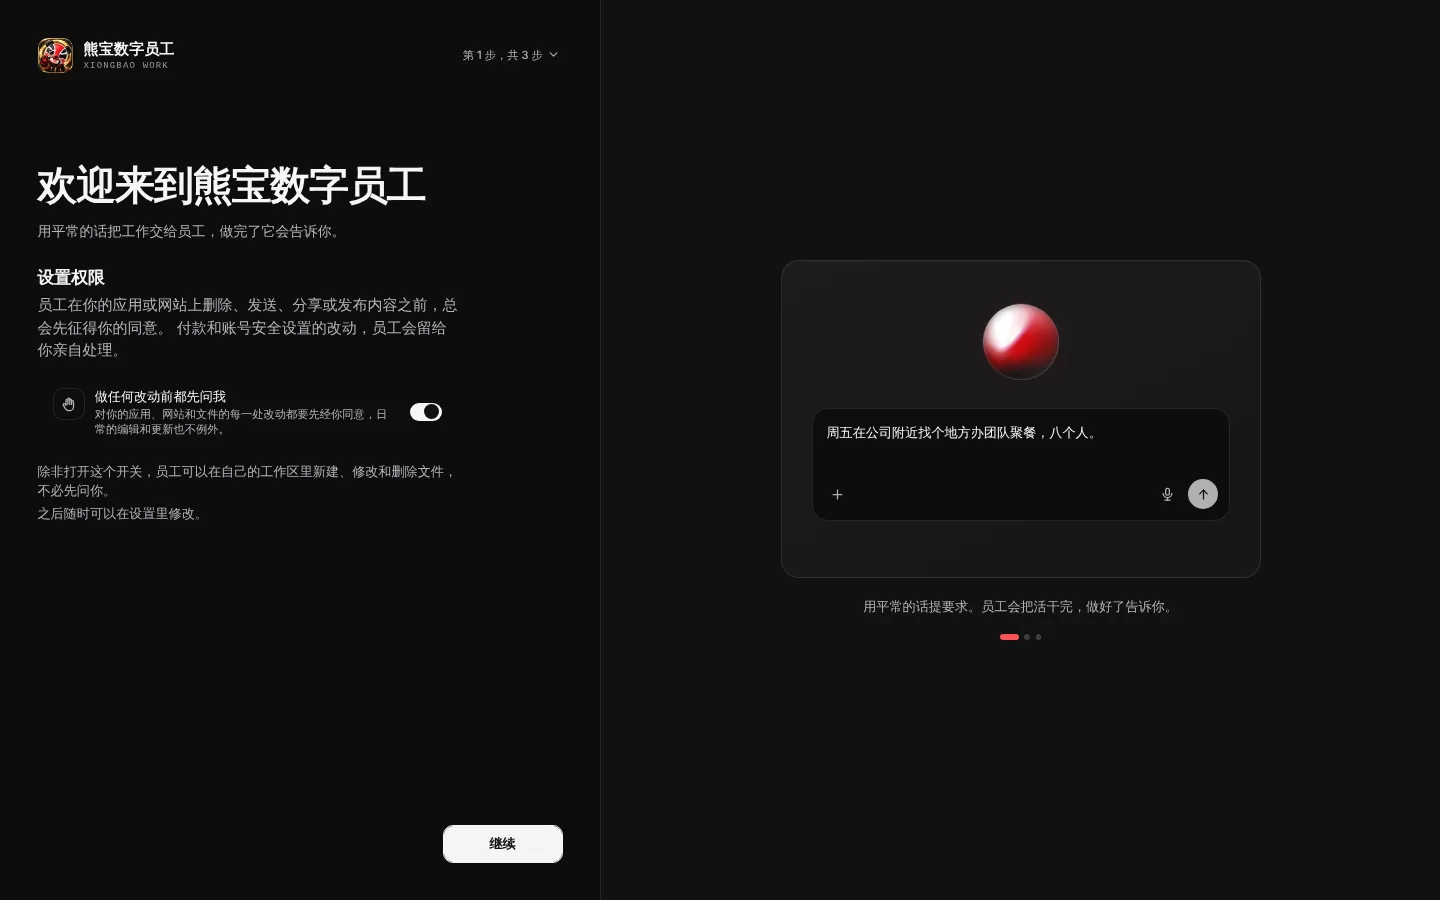 熊宝数字员工
XIONGBAO WORK
第 1 步，共 3 步
欢迎来到熊宝数字员工
用平常的话把工作交给员工，做完了它会告诉你。
设置权限
员工在你的应用或网站上删除、发送、分享或发布内容之前，总
会先征得你的同意。 付款和账号安全设置的改动，员工会留给
你亲自处理。
做任何改动前都先问我
对你的应用、网站和文件的每一处改动都要先经你同意，日
常的编辑和更新也不例外。
除非打开这个开关，员工可以在自己的工作区里新建、修改和删除文件，
不必先问你。
之后随时可以在设置里修改。
继续
周五在公司附近找个地方办团队聚餐，八个人。
用平常的话提要求。员工会把活干完，做好了告诉你。